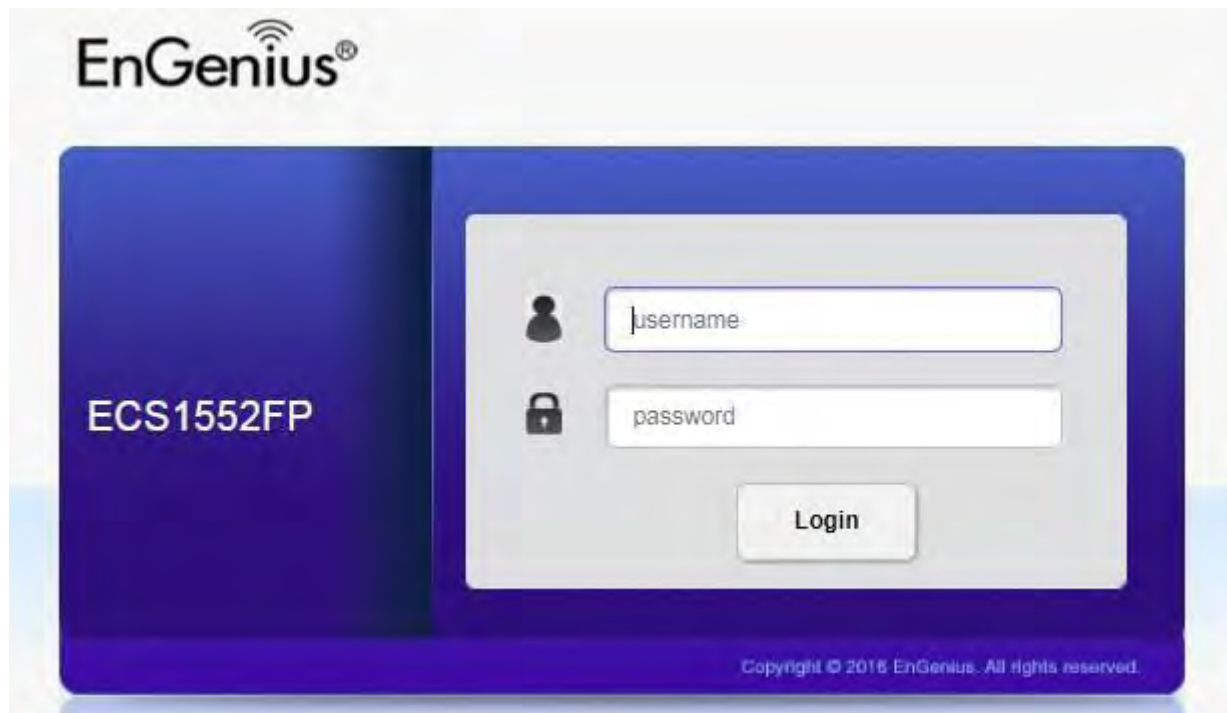 EnGenius®
username
ECS1552FP
password
Login
Copyright © 2016 EnGenius. All rights reserved.